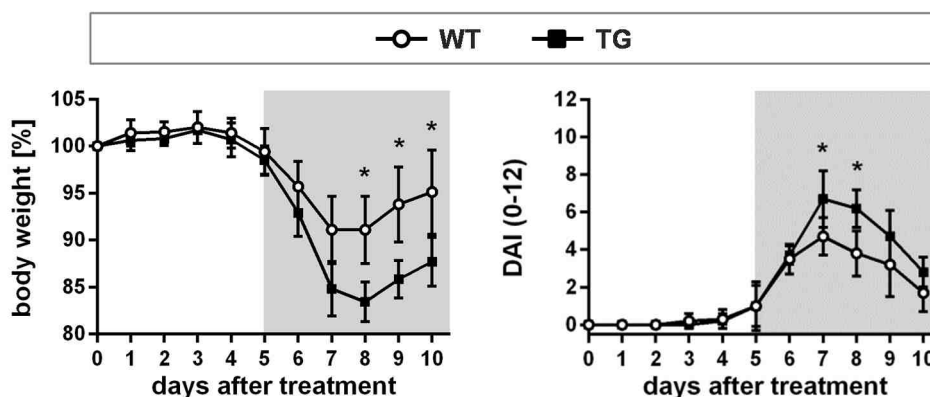 WT TG
body weight [%]
105
100
95
90
85
80
* * *
0 1 2 3 4 5 6 7 8 9 10
days after treatment
DAI (0-12)
12
10
8
6
4
2
0
* *
0 1 2 3 4 5 6 7 8 9 10
days after treatment